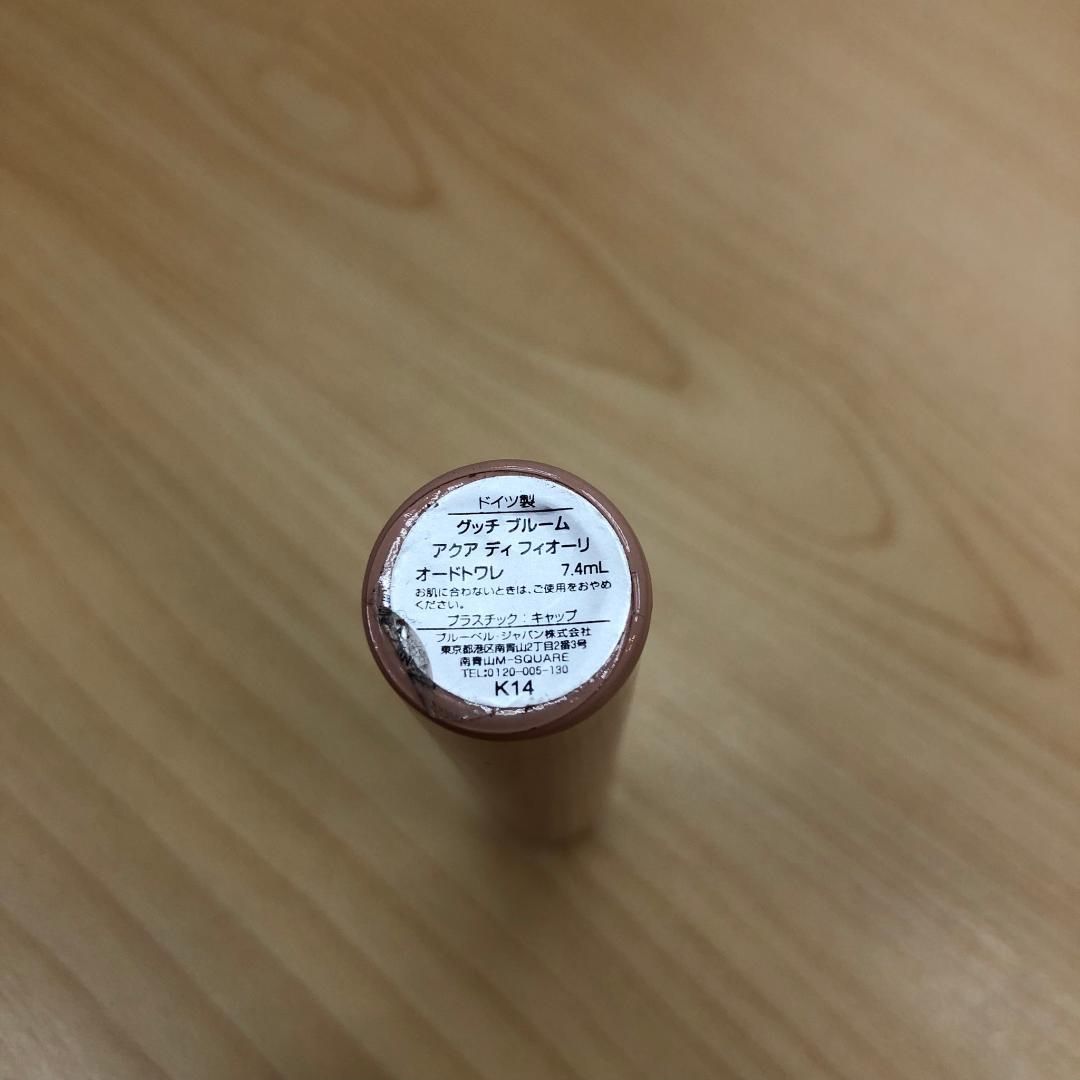 ドイツ製
グッチ ブルーム
アクア ディ フィオーリ
オードトワレ 7.4mL
お肌に合わないときは、ご使用をおやめ
ください。
プラスチック：キャップ
ブルーベル・ジャパン株式会社
東京都港区南青山2丁目2番3号
南青山M-SQUARE
TEL:0120-005-130
K14